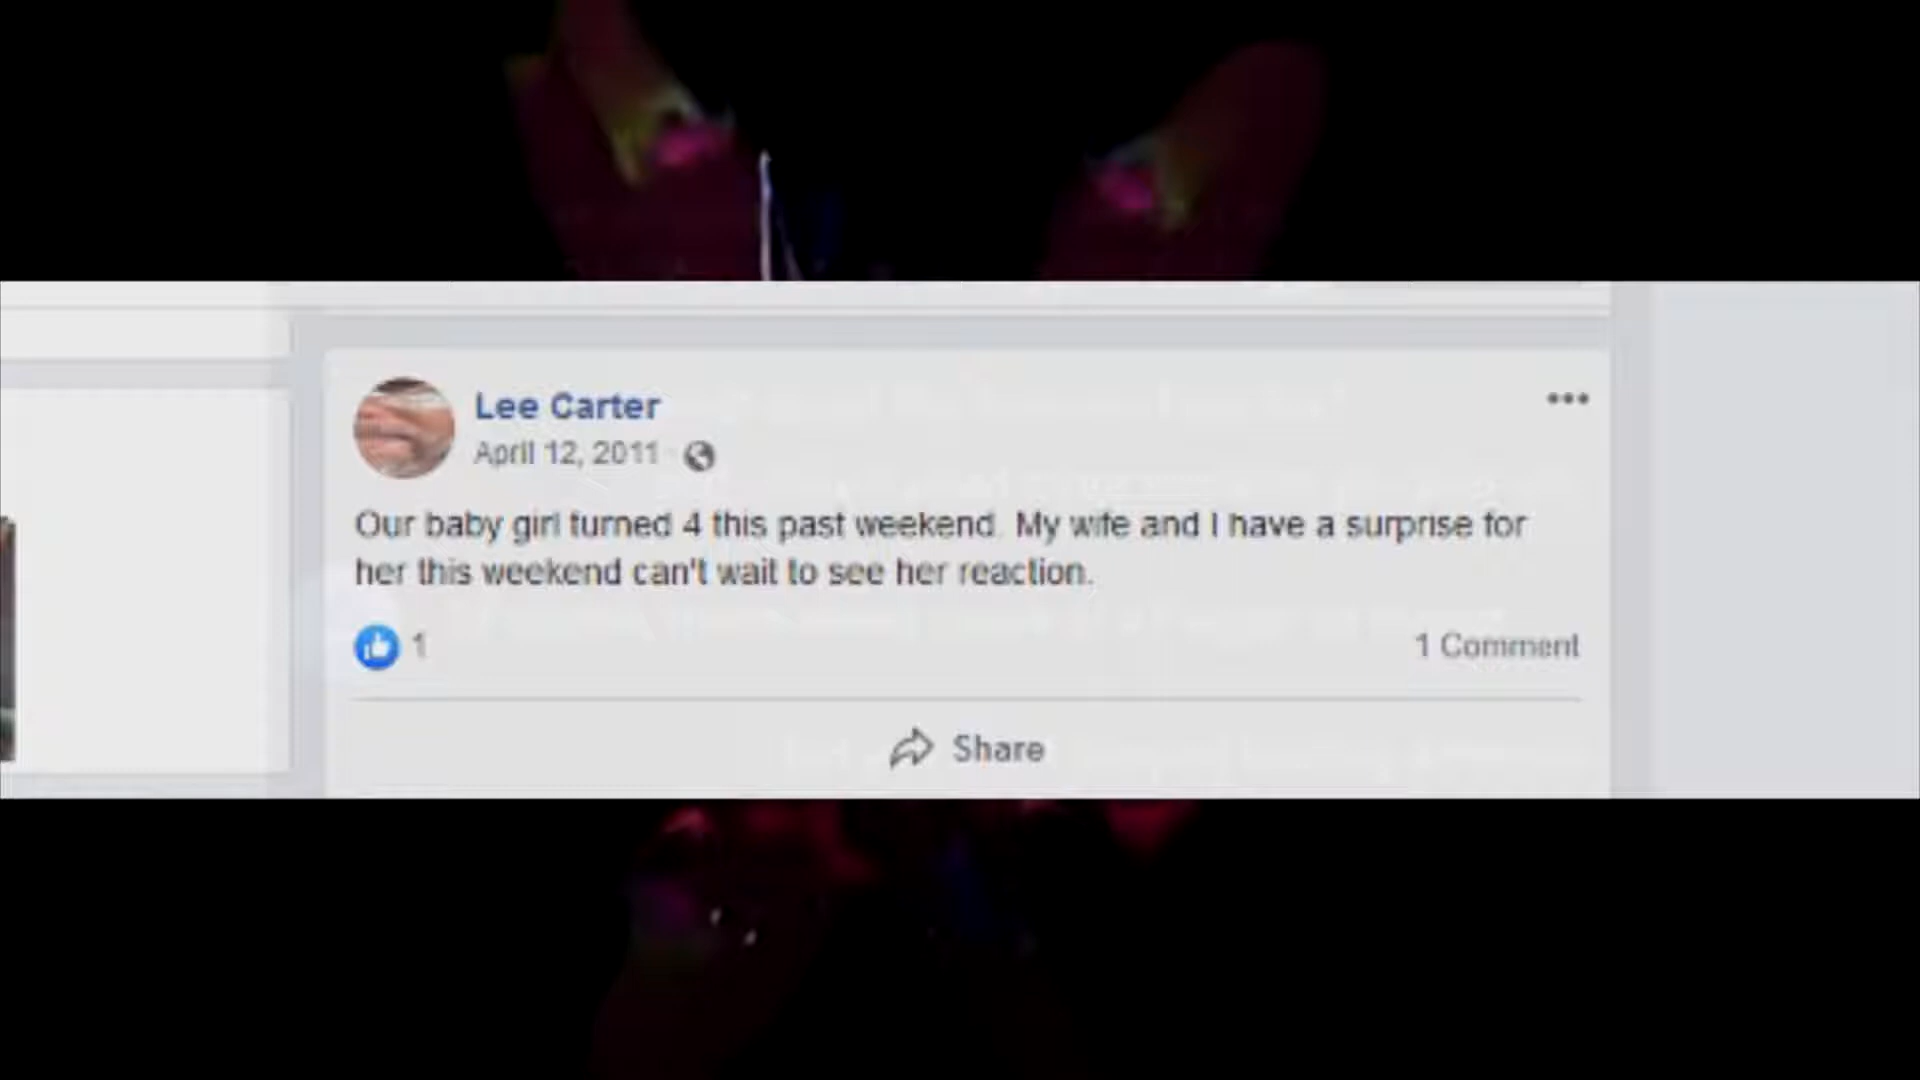 Lee Carter
April 12, 2011
Our baby girl turned 4 this past weekend. My wife and I have a surprise for
her this weekend can't wait to see her reaction.
1
1 Comment
Share